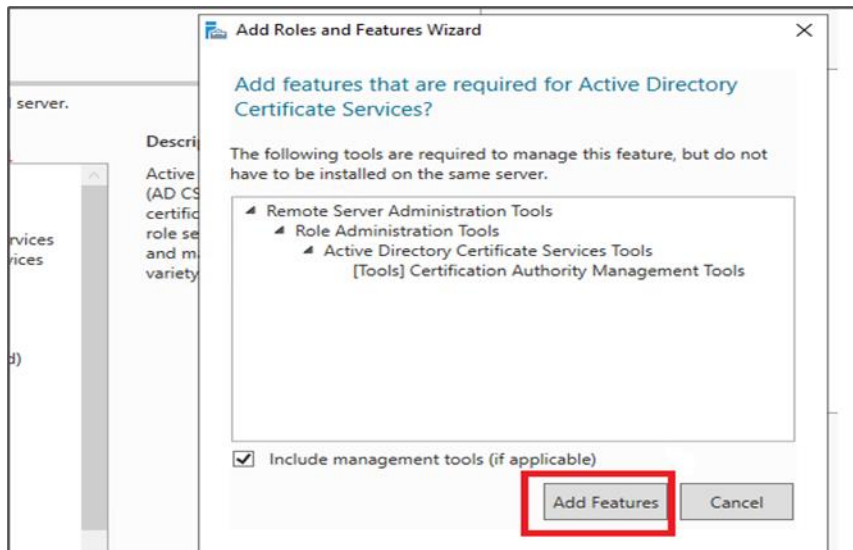 Add Roles and Features Wizard
Add features that are required for Active Directory
Certificate Services?
server.
The following tools are required to manage this feature, but do not
have to be installed on the same server.
Active
(AD CS
role se
and m
variety
rvices
vices
d)
Remote Server Administration Tools
Role Administration Tools
Active Directory Certificate Services Tools
[Tools] Certification Authority Management Tools
Include management tools (if applicable)
Add Features
Cancel